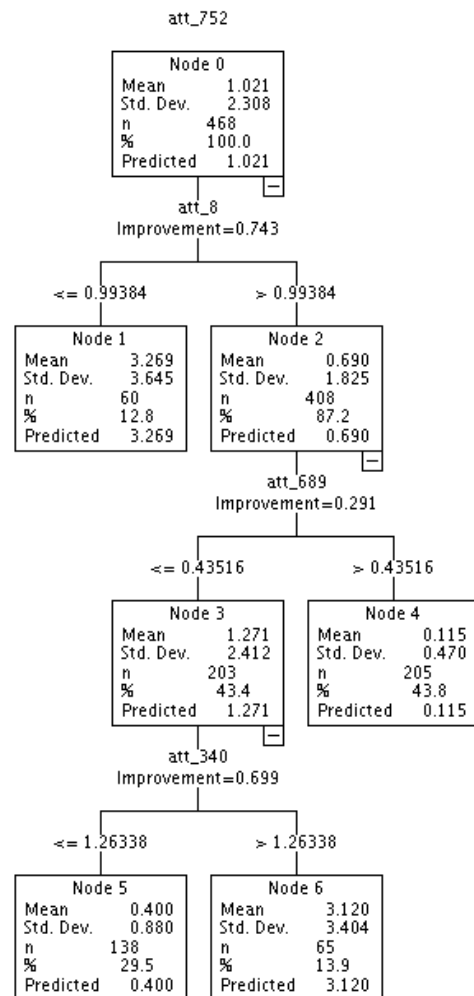 att_752
Node 0
Mean 1.021
Std. Dev. 2.308
n 468
% 100.0
Predicted 1.021
att_8
Improvement=0.743
<= 0.99384
> 0.99384
Node 1
Mean 3.269
Std. Dev. 3.645
n 60
% 12.8
Predicted 3.269
Node 2
Mean 0.690
Std. Dev. 1.825
n 408
% 87.2
Predicted 0.690
att_689
Improvement=0.291
<= 0.43516
> 0.43516
Node 3
Mean 1.271
Std. Dev. 2.412
n 203
% 43.4
Predicted 1.271
Node 4
Mean 0.115
Std. Dev. 0.470
n 205
% 43.8
Predicted 0.115
att_340
Improvement=0.699
<= 1.26338
> 1.26338
Node 5
Mean 0.400
Std. Dev. 0.880
n 138
% 29.5
Predicted 0.400
Node 6
Mean 3.120
Std. Dev. 3.404
n 65
% 13.9
Predicted 3.120